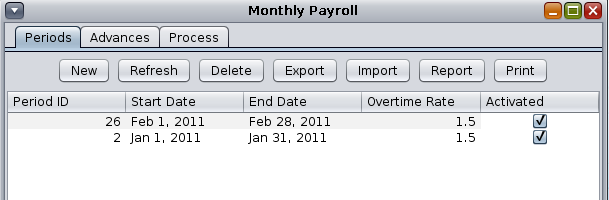 Monthly Payroll
Periods Advances Process
New Refresh Delete Export Import Report Print
Period ID Start Date End Date Overtime Rate Activated
26 Feb 1, 2011 Feb 28, 2011 1.5
2 Jan 1, 2011 Jan 31, 2011 1.5